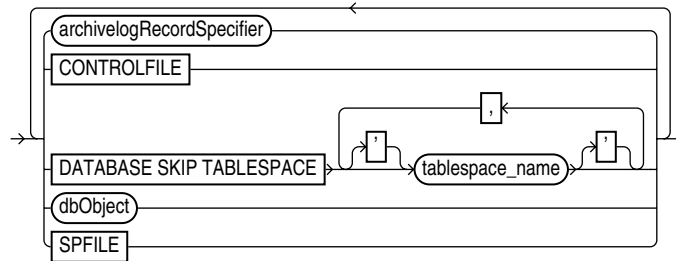 archivelogRecordSpecifier
CONTROLFILE
,
' '
DATABASE SKIP TABLESPACE tablespace_name
dbObject
SPFILE